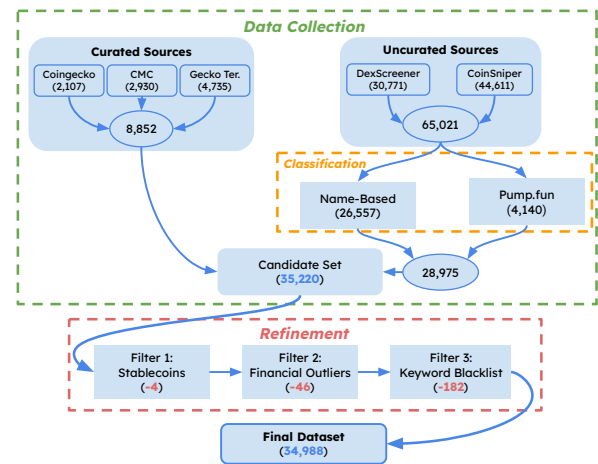 Data Collection
Curated Sources
Coingecko
(2,107)
CMC
(2,930)
Gecko Ter.
(4,735)
8,852
Uncurated Sources
DexScreener
(30,771)
CoinSniper
(44,611)
65,021
Classification
Name-Based
(26,557)
Pump.fun
(4,140)
Candidate Set
(35,220)
28,975
Refinement
Filter 1:
Stablecoins
(-4)
Filter 2:
Financial Outliers
(-46)
Filter 3:
Keyword Blacklist
(-182)
Final Dataset
(34,988)